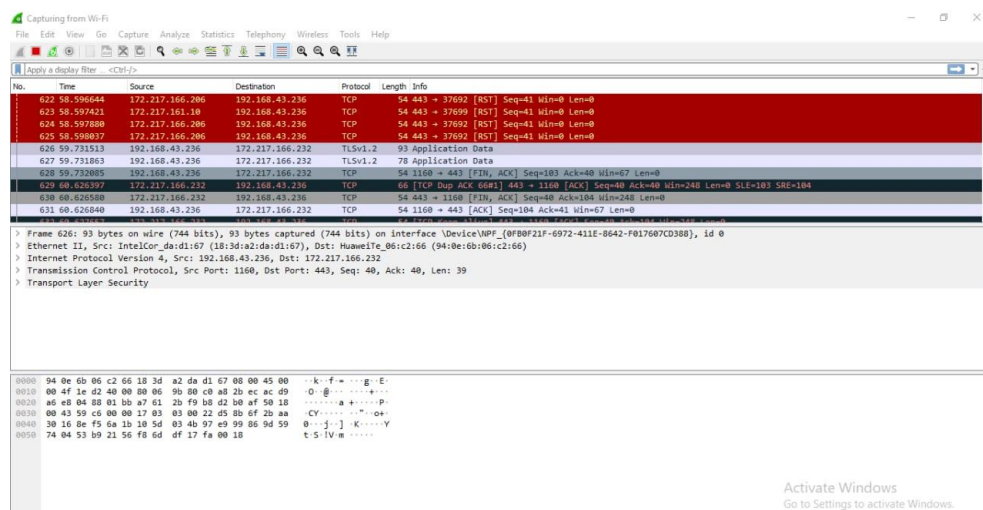 Capturing from Wi-Fi
File Edit View Go Capture Analyze Statistics Telephony Wireless Tools Help
Apply a display filter ... <Ctrl-/>
No. Time Source Destination Protocol Length Info
622 58.596644 172.217.166.206 192.168.43.236 TCP 54 443 → 37692 [RST] Seq=41 Win=0 Len=0
623 58.597421 172.217.161.10 192.168.43.236 TCP 54 443 → 37699 [RST] Seq=41 Win=0 Len=0
624 58.597880 172.217.166.206 192.168.43.236 TCP 54 443 → 37692 [RST] Seq=41 Win=0 Len=0
625 58.598037 172.217.166.206 192.168.43.236 TCP 54 443 → 37692 [RST] Seq=41 Win=0 Len=0
626 59.731513 192.168.43.236 172.217.166.232 TLSv1.2 93 Application Data
627 59.731863 192.168.43.236 172.217.166.232 TLSv1.2 78 Application Data
628 59.732085 192.168.43.236 172.217.166.232 TCP 54 1160 → 443 [FIN, ACK] Seq=103 Ack=40 Win=67 Len=0
629 60.626397 172.217.166.232 192.168.43.236 TCP 66 [TCP Dup ACK 66#1] 443 → 1160 [ACK] Seq=40 Ack=40 Win=248 Len=0 SLE=103 SRE=104
630 60.626580 172.217.166.232 192.168.43.236 TCP 54 443 → 1160 [FIN, ACK] Seq=40 Ack=104 Win=248 Len=0
631 60.626840 192.168.43.236 172.217.166.232 TCP 54 1160 → 443 [ACK] Seq=104 Ack=41 Win=67 Len=0
> Frame 626: 93 bytes on wire (744 bits), 93 bytes captured (744 bits) on interface \Device\NPF_{0FB0F21F-6972-411E-8642-F017607CD388}, id 0
> Ethernet II, Src: IntelCor_da:d1:67 (18:3d:a2:da:d1:67), Dst: HuaweiTe_06:c2:66 (94:0e:6b:06:c2:66)
> Internet Protocol Version 4, Src: 192.168.43.236, Dst: 172.217.166.232
> Transmission Control Protocol, Src Port: 1160, Dst Port: 443, Seq: 40, Ack: 40, Len: 39
> Transport Layer Security
0000 94 0e 6b 06 c2 66 18 3d a2 da d1 67 08 00 45 00 ··k··f·= ···g··E·
0010 00 4f 1e d2 40 00 80 06 9b 80 c0 a8 2b ec ac d9 ·O··@··· ····+···
0020 a6 e8 04 88 01 bb a7 61 2b f9 b8 d2 b0 af 50 18 ·······a +·····P·
0030 00 43 59 c6 00 00 17 03 03 00 22 d5 8b 6f 2b aa ·CY····· ··"··o+·
0040 30 16 8e f5 6a 1b 10 5d 03 4b 97 e9 99 86 9d 59 0···j··] ·K·····Y
0050 74 04 53 b9 21 56 f8 6d df 17 fa 00 18 t·S·!V·m ·····
Activate Windows
Go to Settings to activate Windows.